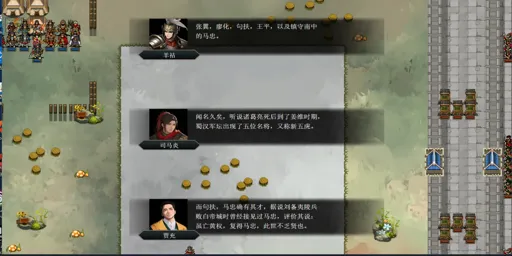 张翼，廖化，句扶，王平，以及镇守南中
的马忠。
羊祜
闻名久矣，听说诸葛亮死后到了姜维时期，
蜀汉军坛出现了五位名将，又称新五虎。
司马炎
而句扶，马忠确有其才，据说刘备夷陵兵
败白帝城时曾经接见过马忠，评价其说：
虽亡黄权，复得马忠，此世不乏贤也。
贾充